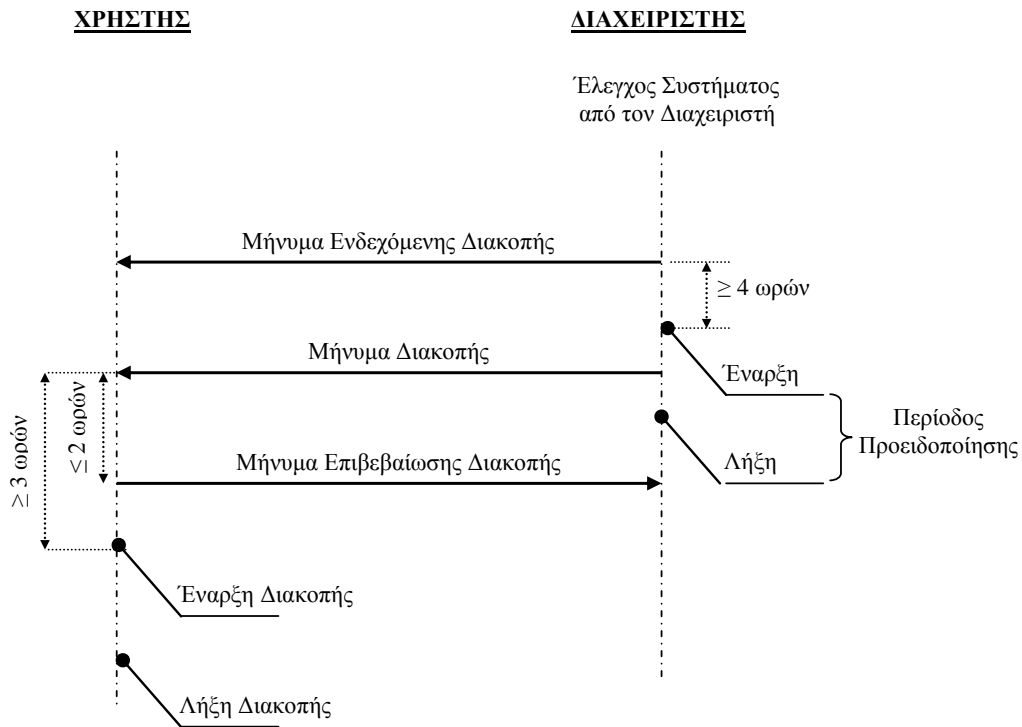 ΧΡΗΣΤΗΣ
ΔΙΑΧΕΙΡΙΣΤΗΣ
Έλεγχος Συστήματος
από τον Διαχειριστή
Μήνυμα Ενδεχόμενης Διακοπής
≥ 4 ωρών
Μήνυμα Διακοπής
Έναρξη
≥ 3 ωρών
≤ 2 ωρών
Περίοδος
Προειδοποίησης
Μήνυμα Επιβεβαίωσης Διακοπής
Λήξη
Έναρξη Διακοπής
Λήξη Διακοπής